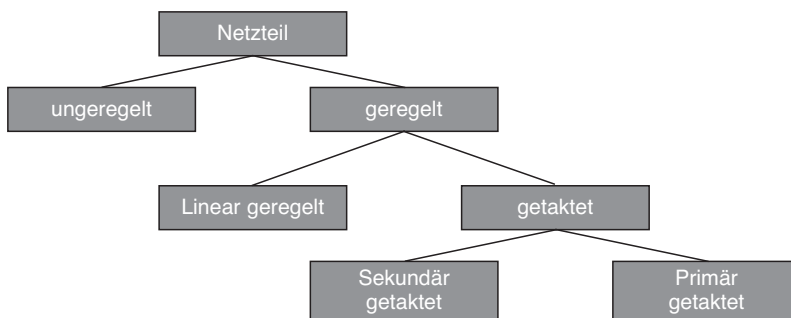 Netzteil
ungeregelt
geregelt
Linear geregelt
getaktet
Sekundär
getaktet
Primär
getaktet